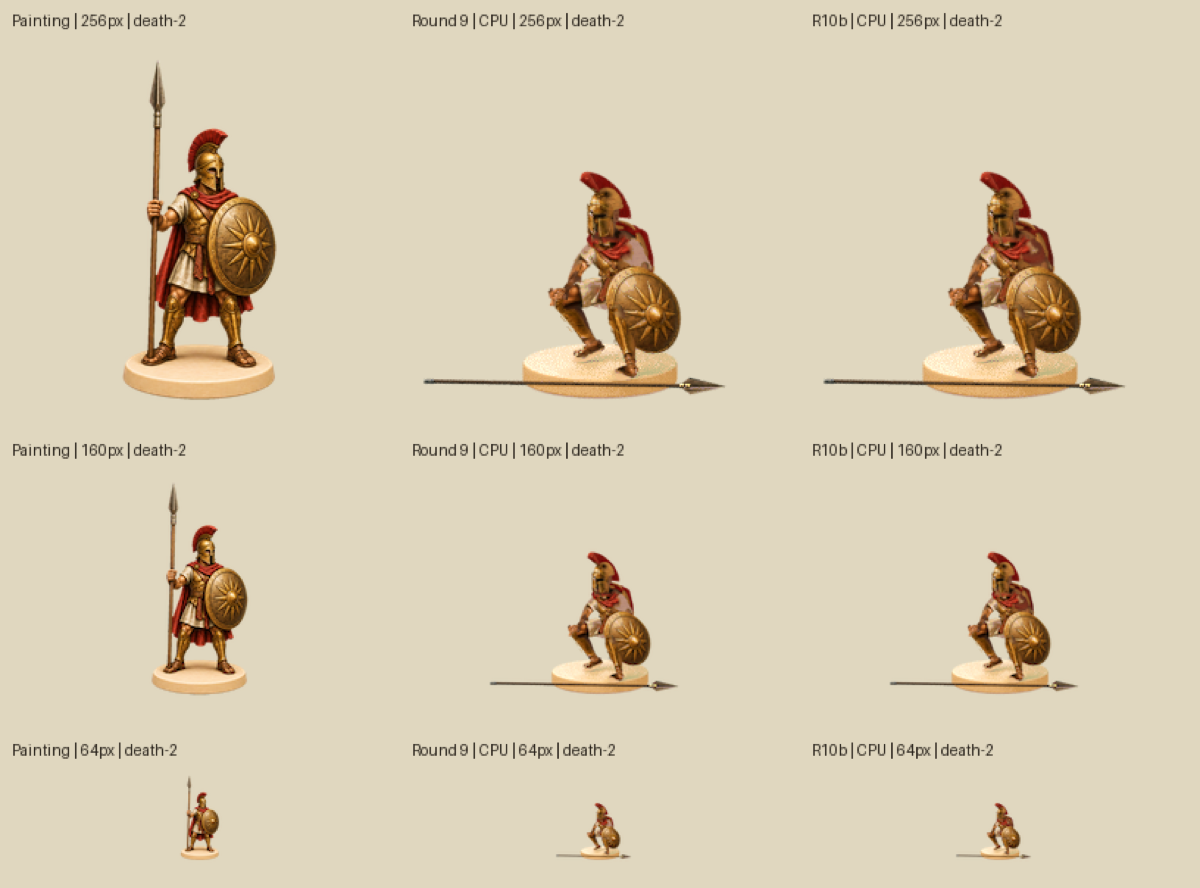 Painting | 256px | death-2
Round 9 | CPU | 256px | death-2
R10b | CPU | 256px | death-2
Painting | 160px | death-2
Round 9 | CPU | 160px | death-2
R10b | CPU | 160px | death-2
Painting | 64px | death-2
Round 9 | CPU | 64px | death-2
R10b | CPU | 64px | death-2